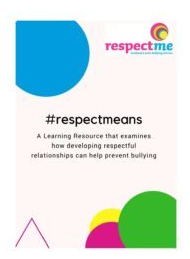 respectme
#respectmeans
A Learning Resource that examines
how developing respectful
relationships can help prevent bullying